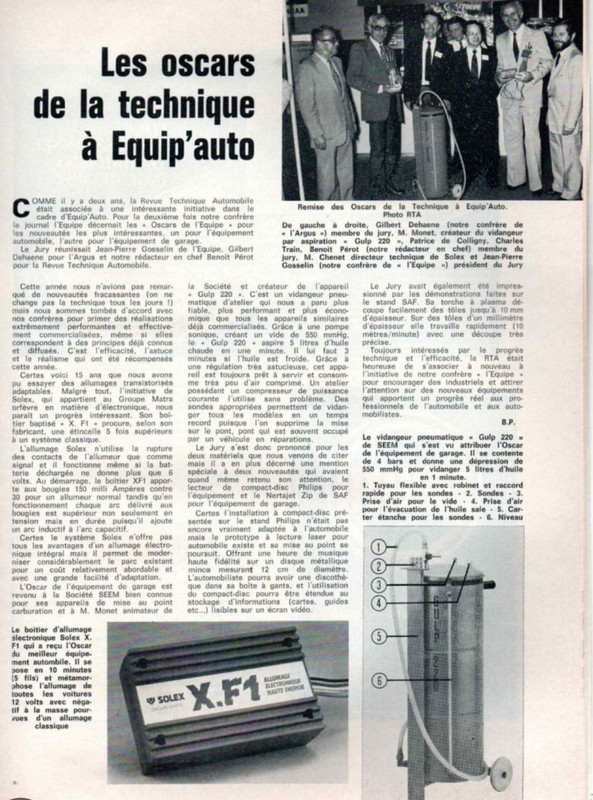 Les oscars
de la technique
à Equip'auto
COMME il y a deux ans, la Revue Technique Automobile
était associée à une intéressante initiative dans le
cadre d'Equip'Auto. Pour la deuxième fois notre confrère
le journal l'Equipe décernait les « Oscars de l'Equipe » pour
les nouveautés les plus intéressantes, un pour l'équipement
automobile, l'autre pour l'équipement de garage.
Le Jury réunissait Jean-Pierre Gosselin de l'Equipe, Gilbert
Dehaene pour l'Argus et notre rédacteur en chef Benoit Pérot
pour la Revue Technique Automobile.
Remise des Oscars de la Technique à Equip'Auto.
Photo RTA
De gauche à droite, Gilbert Dehaene (notre confrère de
« l'Argus ») membre du jury, M. Monet, créateur du vidangeur
par aspiration « Gulp 220 », Patrice de Colligny, Charles
Train, Benoit Pérot (notre rédacteur en chef) membre du
jury, M. Chenet directeur technique de Solex et Jean-Pierre
Gosselin (notre confrère de « l'Equipe ») président du Jury
Cette année nous n'avions pas remar-
qué de nouveautés fracassantes (on ne
change pas la technique tous les jours !)
mais nous sommes tombés d'accord avec
nos confrères pour primer des réalisations
extrêmement performantes et effective-
ment commercialisées, même si elles
correspondent à des principes déjà connus
et diffusés. C'est l'efficacité, l'astuce
et le réalisme qui ont été récompensés
cette année.
Certes voici 15 ans que nous avons
pu essayer des allumages transistorisés
adaptables. Malgré tout, l'initiative de
Solex, qui appartient au Groupe Matra
orfèvre en matière d'électronique, nous
paraît un progrès intéressant. Son boî-
tier baptisé « X. F1 » procure, selon son
fabricant, une étincelle 5 fois supérieure
à un système classique.
L'allumage Solex n'utilise la rupture
des contacts de l'allumeur que comme
signal et il fonctionne même si la bat-
terie déchargée ne donne plus que 6
volts. Au démarrage, le boîtier XF1 appor-
te aux bougies 150 milli Ampères contre
30 pour un allumeur normal tandis qu'en
fonctionnement chaque arc délivré aux
bougies est supérieur non seulement en
tension mais en durée puisqu'il ajoute
un arc inductif à l'arc capacitif.
Certes le système Solex n'offre pas
tous les avantages d'un allumage électro-
nique intégral mais il permet de moder-
niser considérablement le parc existant
pour un coût relativement abordable et
avec une grande facilité d'adaptation.
L'Oscar de l'équipement de garage est
revenu à la Société SEEM bien connue
pour ses appareils de mise au point
carburation et à M. Monet animateur de
la Société et créateur de l'appareil
« Gulp 220 ». C'est un vidangeur pneu-
matique d'atelier qui nous a paru plus
fiable, plus performant et plus écono-
mique que tous les appareils similaires
déjà commercialisés. Grâce à une pompe
sonique, créant un vide de 550 mmHg,
le « Gulp 220 » aspire 5 litres d'huile
chaude en une minute. Il lui faut 3
minutes si l'huile est froide. Grâce à
une régulation très astucieuse, cet appa-
reil est toujours prêt à servir et consom-
me très peu d'air comprimé. Un atelier
possédant un compresseur de puissance
courante l'utilise sans problème. Des
sondes appropriées permettent de vidan-
ger tous les modèles en un temps
record puisque l'on supprime la mise
sur le pont, pont qui est souvent occupé
par un véhicule en réparations.
Le Jury s'est donc prononcé pour les
deux matériels que nous venons de citer
mais il a en plus décerné une mention
spéciale à deux nouveautés qui avaient
quand même retenu son attention, le
lecteur de compact-disc Philips pour
l'équipement et le Nertajet Zip de SAF
pour l'équipement de garage.
Certes l'installation à compact-disc pré-
sentée sur le stand Philips n'était pas
encore vraiment adaptée à l'automobile
mais le prototype à lecture laser pour
automobile existe et sa mise au point se
poursuit. Offrant une heure de musique
haute fidélité sur un disque métallique
mince mesurant 12 cm de diamètre.
L'automobiliste pourra avoir une discothè-
que dans sa boîte à gants, et l'utilisation
du compact-disc pourra être étendue au
stockage d'informations (cartes, guides
etc...) lisibles sur un écran vidéo.
Le Jury avait également été impres-
sionné par les démonstrations faites sur
le stand SAF. Sa torche à plasma dé-
coupe facilement des tôles jusqu'à 10 mm
d'épaisseur. Sur des tôles d'un millimètre
d'épaisseur elle travaille rapidement (10
mètres/minute) avec une découpe très
précise.
Toujours intéressés par le progrès
technique et l'efficacité, la RTA était
heureuse de s'associer à nouveau à
l'initiative de notre confrère « l'Equipe »
pour encourager des industriels et attirer
l'attention sur des nouveaux équipements
qui apportent un progrès réel aux pro-
fessionnels de l'automobile et aux auto-
mobilistes.
B.P.
Le vidangeur pneumatique « Gulp 220 »
de SEEM qui s'est vu attribuer l'Oscar
de l'équipement de garage. Il se contente
de 4 bars et donne une dépression de
550 mmHg pour vidanger 5 litres d'huile
en 1 minute.
1. Tuyau flexible avec robinet et raccord
rapide pour les sondes - 2. Sondes - 3.
Prise d'air pour le vide - 4. Prise d'air
pour l'évacuation de l'huile sale - 5. Car-
ter étanche pour les sondes - 6. Niveau
Le boîtier d'allumage
électronique Solex X.
F1 qui a reçu l'Oscar
du meilleur équipe-
ment automobile. Il se
pose en 10 minutes
(5 fils) et métamor-
phose l'allumage de
toutes les voitures
12 volts avec néga-
tif à la masse pour-
vues d'un allumage
classique
SOLEX
X.F1
ALLUMAGE
ELECTRONIQUE
HAUTE ENERGIE
1
2
3
4
5
6